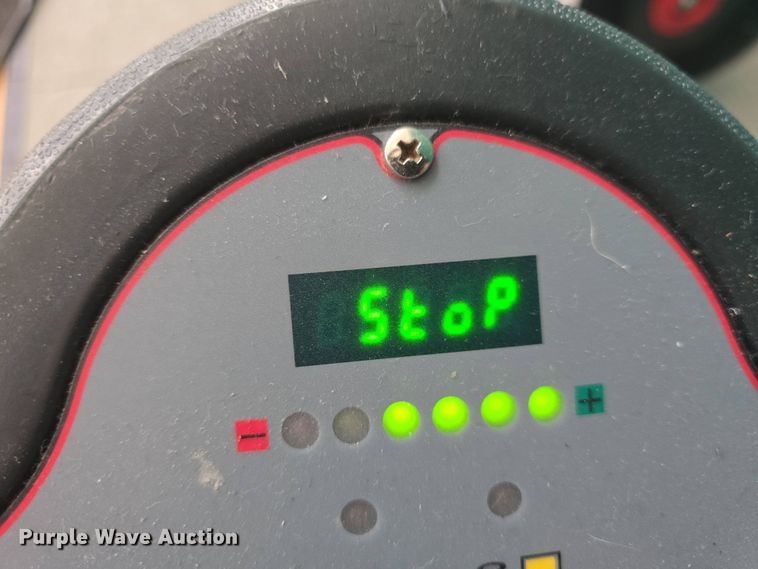 StoP
- +
Purple Wave Auction